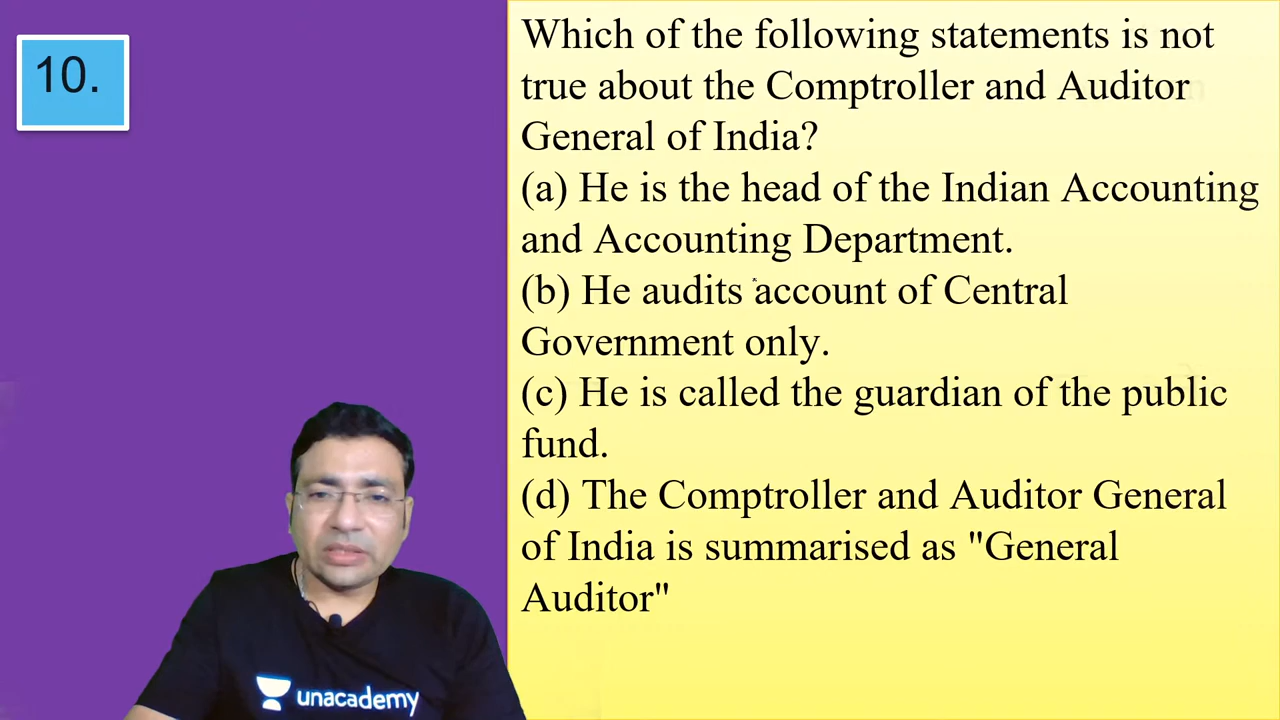 10.
Which of the following statements is not
true about the Comptroller and Auditor
General of India?
(a) He is the head of the Indian Accounting
and Accounting Department.
(b) He audits account of Central
Government only.
(c) He is called the guardian of the public
fund.
(d) The Comptroller and Auditor General
of India is summarised as "General
Auditor"
unacademy